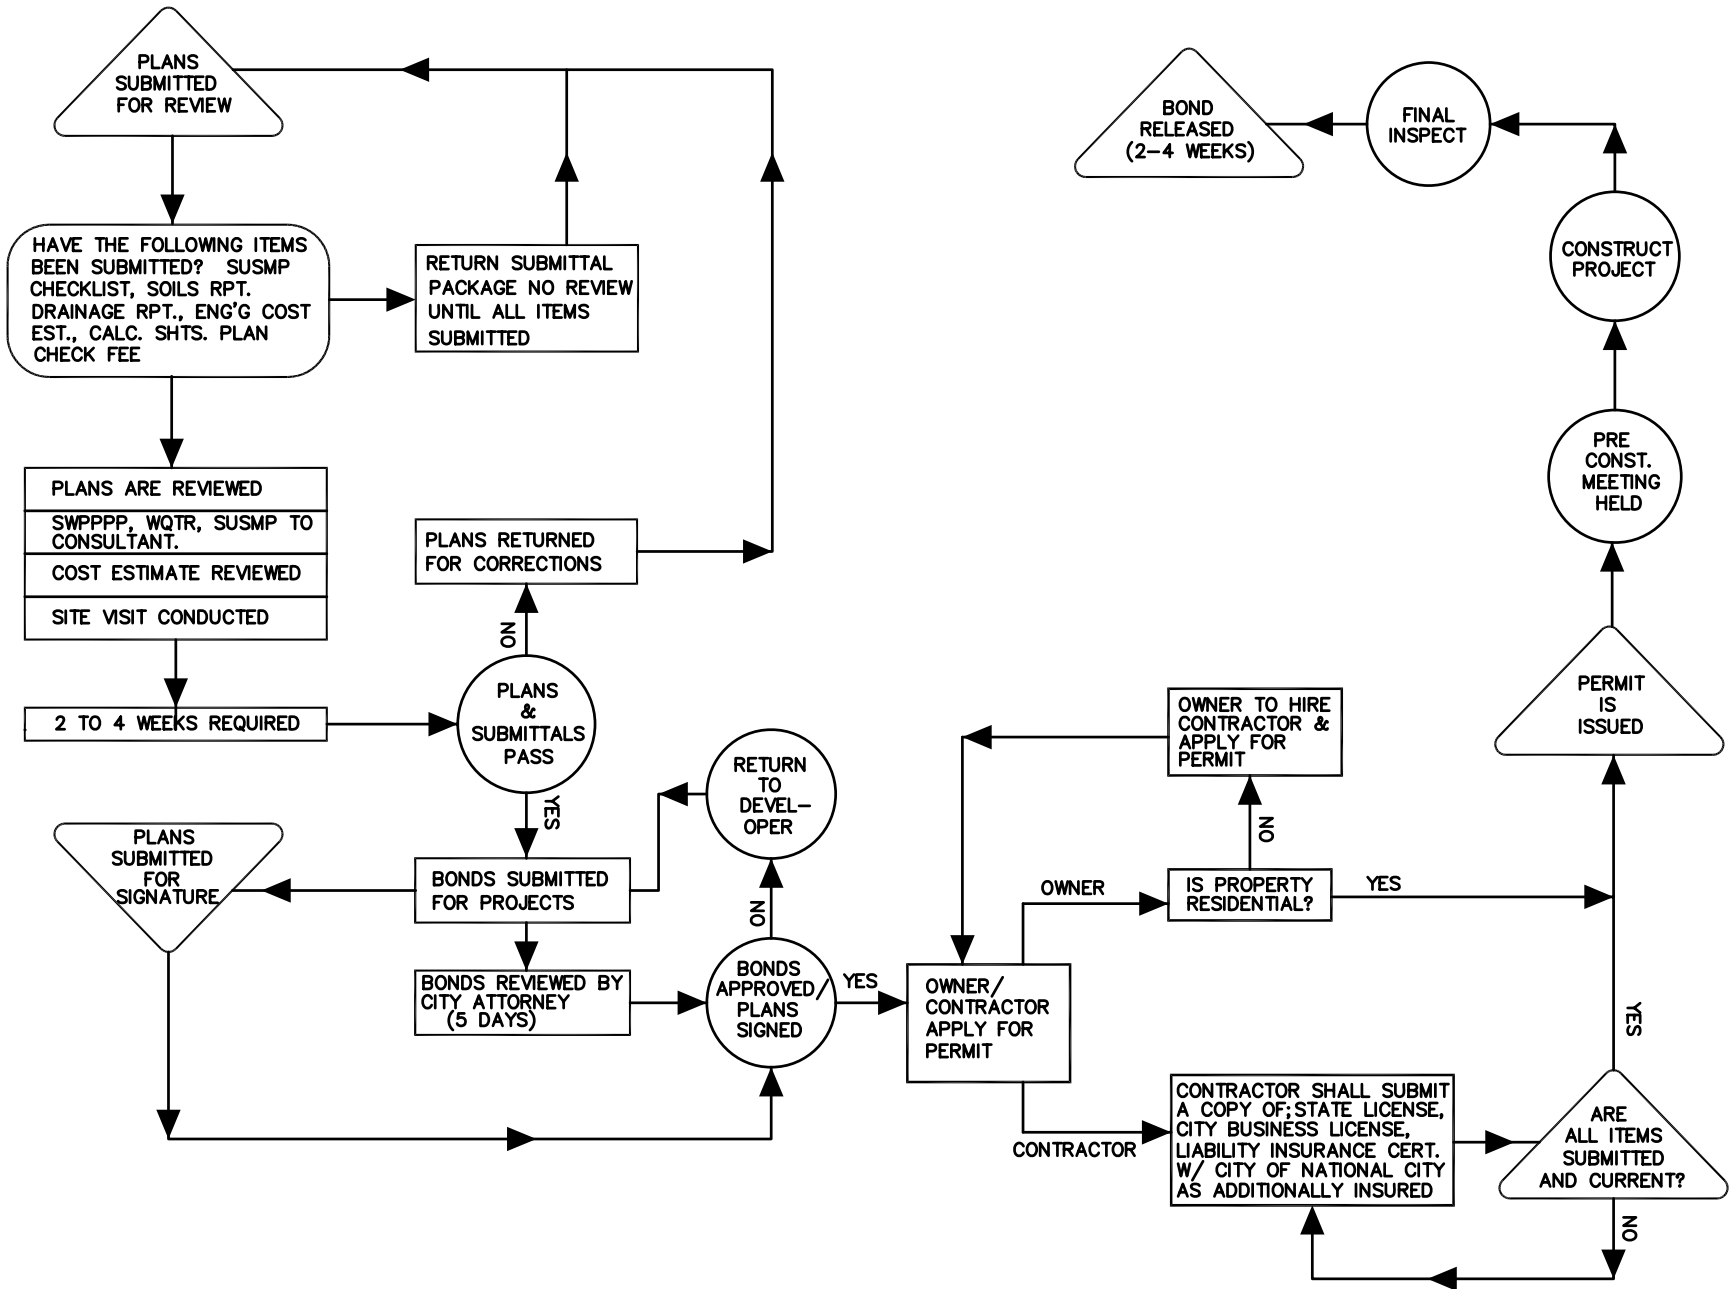 PLANS
SUBMITTED
FOR REVIEW
HAVE THE FOLLOWING ITEMS
BEEN SUBMITTED? SUSMP
CHECKLIST, SOILS RPT.
DRAINAGE RPT., ENG'G COST
EST., CALC. SHTS. PLAN
CHECK FEE
RETURN SUBMITTAL
PACKAGE NO REVIEW
UNTIL ALL ITEMS
SUBMITTED
PLANS ARE REVIEWED
SWPPPP, WQTR, SUSMP TO
CONSULTANT.
COST ESTIMATE REVIEWED
SITE VISIT CONDUCTED
2 TO 4 WEEKS REQUIRED
PLANS RETURNED
FOR CORRECTIONS
NO
PLANS
&
SUBMITTALS
PASS
YES
BONDS SUBMITTED
FOR PROJECTS
PLANS
SUBMITTED
FOR
SIGNATURE
BONDS REVIEWED BY
CITY ATTORNEY
(5 DAYS)
RETURN
TO
DEVEL-
OPER
NO
BONDS
APPROVED/
PLANS
SIGNED
YES
OWNER/
CONTRACTOR
APPLY FOR
PERMIT
OWNER
IS PROPERTY
RESIDENTIAL?
NO
OWNER TO HIRE
CONTRACTOR &
APPLY FOR
PERMIT
YES
CONTRACTOR
CONTRACTOR SHALL SUBMIT
A COPY OF; STATE LICENSE,
CITY BUSINESS LICENSE,
LIABILITY INSURANCE CERT.
W/ CITY OF NATIONAL CITY
AS ADDITIONALLY INSURED
ARE
ALL ITEMS
SUBMITTED
AND CURRENT?
NO
YES
PERMIT
IS
ISSUED
PRE
CONST.
MEETING
HELD
CONSTRUCT
PROJECT
FINAL
INSPECT
BOND
RELEASED
(2-4 WEEKS)